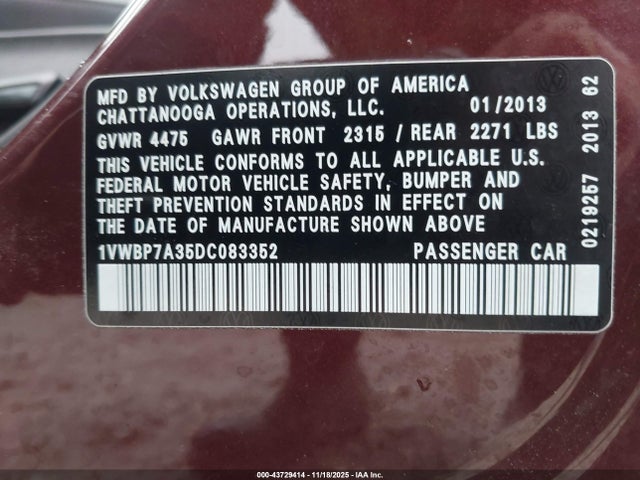 MFD BY VOLKSWAGEN GROUP OF AMERICA
CHATTANOOGA OPERATIONS, LLC. 01/2013
GVWR 4475 GAWR FRONT 2315 / REAR 2271 LBS
THIS VEHICLE CONFORMS TO ALL APPLICABLE U.S.
FEDERAL MOTOR VEHICLE SAFETY, BUMPER AND
THEFT PREVENTION STANDARDS IN EFFECT ON
THE DATE OF MANUFACTURE SHOWN ABOVE
1VWBP7A35DC083352 PASSENGER CAR
0219257 2013 62
000-43729414 - 11/18/2025 - IAA Inc.